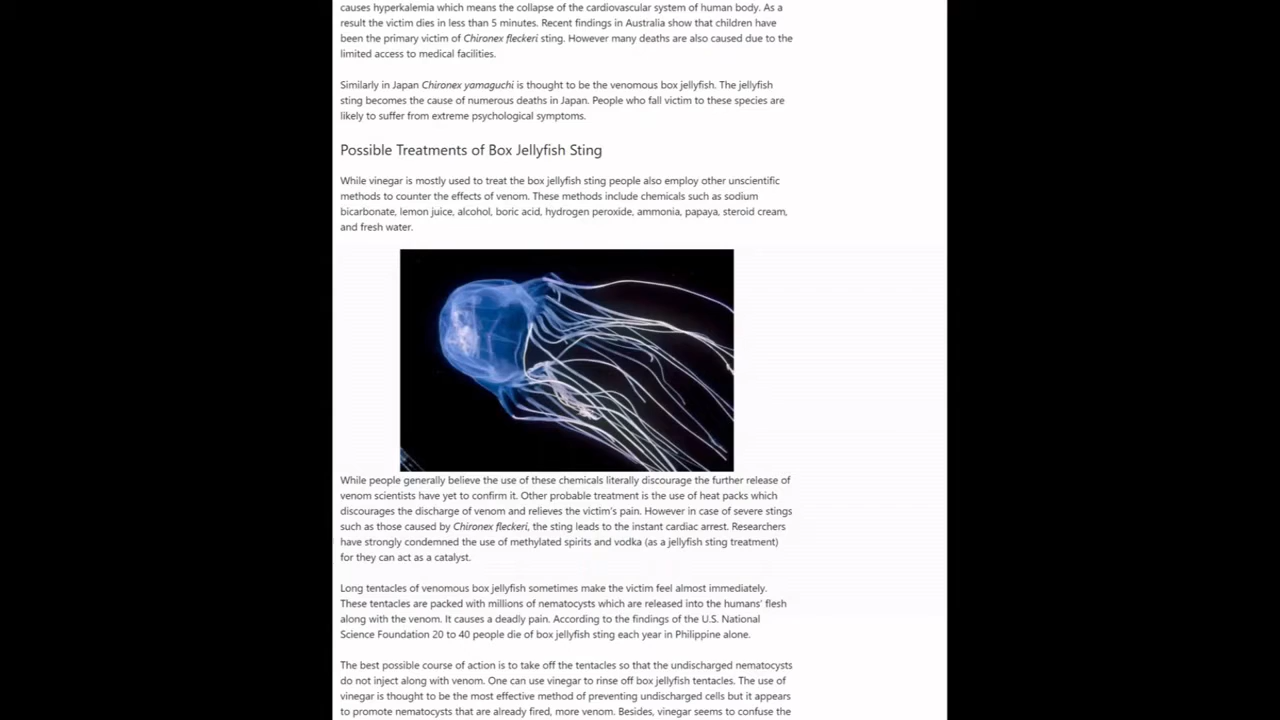 causes hyperkalemia which means the collapse of the cardiovascular system of human body. As a
result the victim dies in less than 5 minutes. Recent findings in Australia show that children have
been the primary victim of Chironex fleckeri sting. However many deaths are also caused due to the
limited access to medical facilities.
Similarly in Japan Chironex yamaguchi is thought to be the venomous box jellyfish. The jellyfish
sting becomes the cause of numerous deaths in Japan. People who fall victim to these species are
likely to suffer from extreme psychological symptoms.
Possible Treatments of Box Jellyfish Sting
While vinegar is mostly used to treat the box jellyfish sting people also employ other unscientific
methods to counter the effects of venom. These methods include chemicals such as sodium
bicarbonate, lemon juice, alcohol, boric acid, hydrogen peroxide, ammonia, papaya, steroid cream,
and fresh water.
While people generally believe the use of these chemicals literally discourage the further release of
venom scientists have yet to confirm it. Other probable treatment is the use of heat packs which
discourages the discharge of venom and relieves the victim's pain. However in case of severe stings
such as those caused by Chironex fleckeri, the sting leads to the instant cardiac arrest. Researchers
have strongly condemned the use of methylated spirits and vodka (as a jellyfish sting treatment)
for they can act as a catalyst.
Long tentacles of venomous box jellyfish sometimes make the victim feel almost immediately.
These tentacles are packed with millions of nematocysts which are released into the humans' flesh
along with the venom. It causes a deadly pain. According to the findings of the U.S. National
Science Foundation 20 to 40 people die of box jellyfish sting each year in Philippine alone.
The best possible course of action is to take off the tentacles so that the undischarged nematocysts
do not inject along with venom. One can use vinegar to rinse off box jellyfish tentacles. The use of
vinegar is thought to be the most effective method of preventing undischarged cells but it appears
to promote nematocysts that are already fired, more venom. Besides, vinegar seems to confuse the